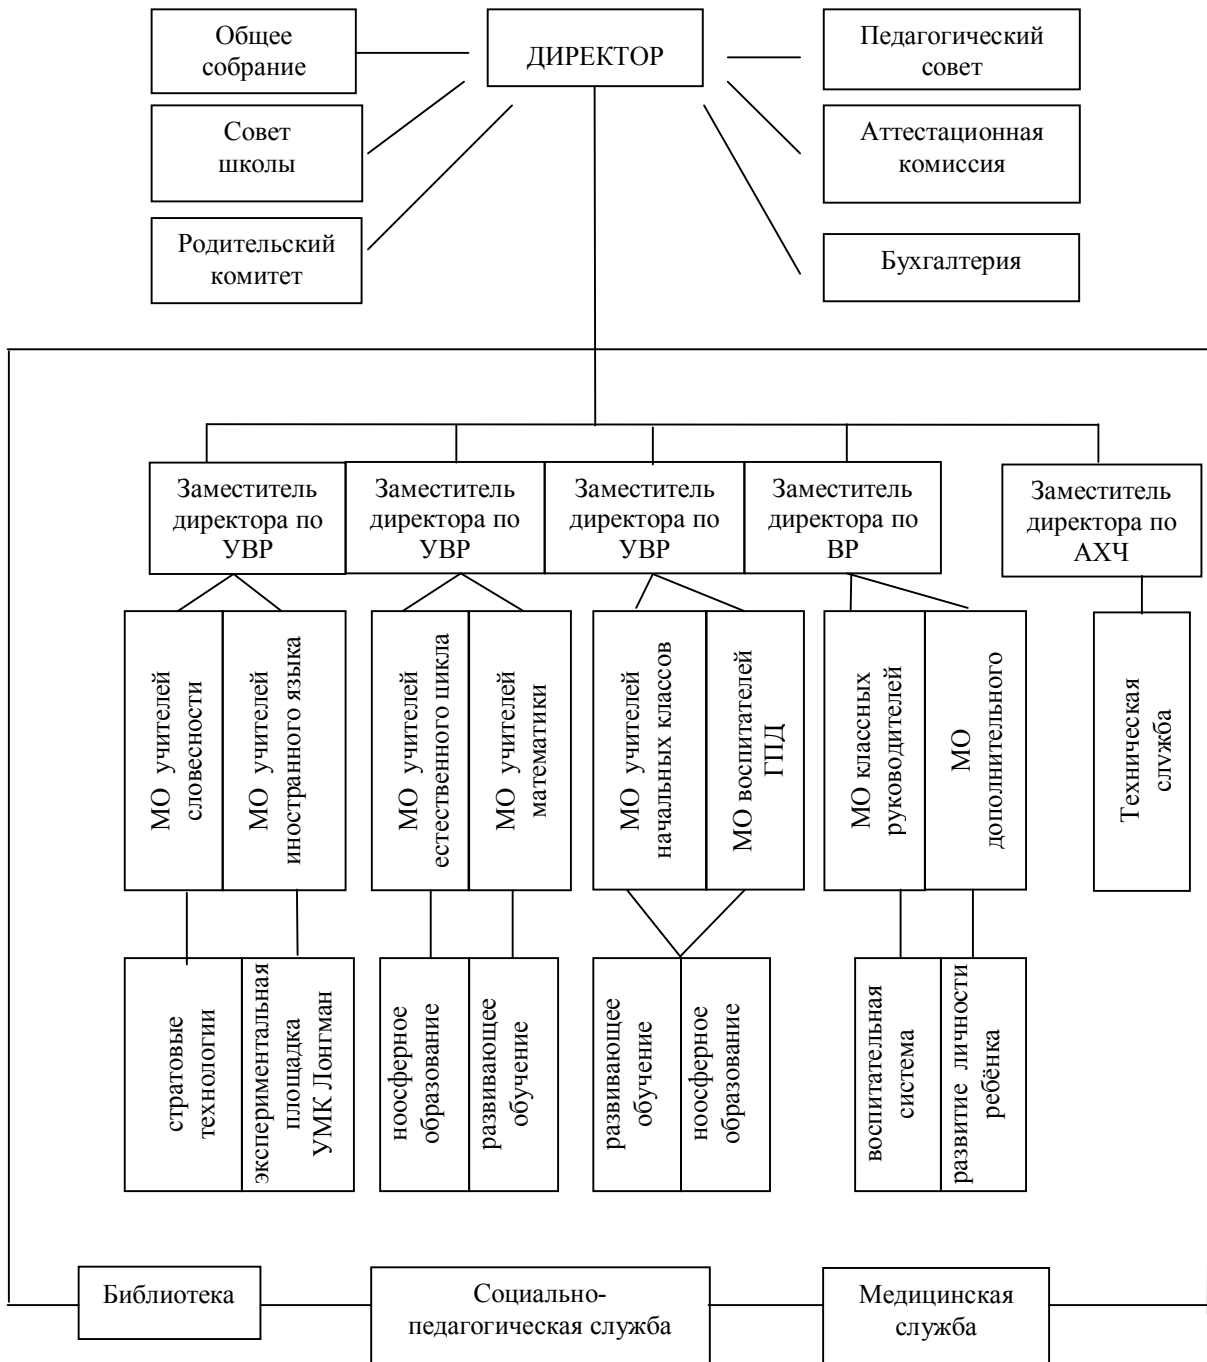 Общее
собрание
ДИРЕКТОР
Педагогический
совет
Совет
школы
Аттестационная
комиссия
Родительский
комитет
Бухгалтерия
Заместитель
директора по
УВР
Заместитель
директора по
УВР
Заместитель
директора по
УВР
Заместитель
директора по
ВР
Заместитель
директора по
АХЧ
МО учителей
словесности
МО учителей
иностранного языка
МО учителей
естественного цикла
МО учителей
математики
МО учителей
начальных классов
МО воспитателей
ГПД
МО классных
руководителей
МО
дополнительного
Техническая
служба
стратовые
технологии
экспериментальная
площадка
УМК Лонгман
ноосферное
образование
развивающее
обучение
развивающее
обучение
ноосферное
образование
воспитательная
система
развитие личности
ребёнка
Библиотека
Социально-
педагогическая служба
Медицинская
служба